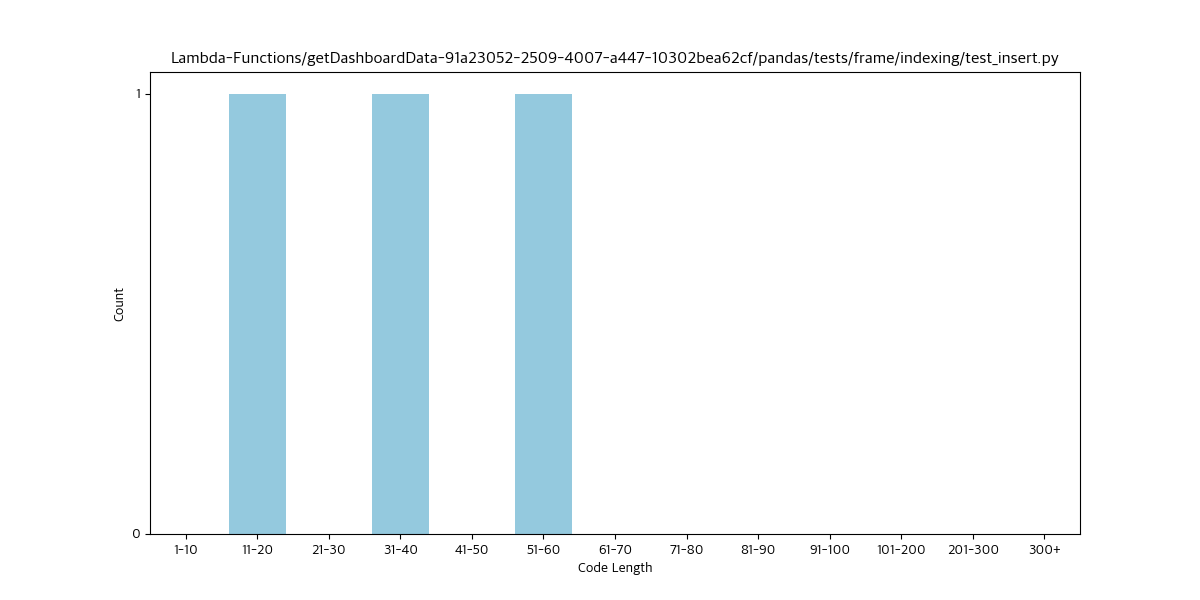 Lambda-Functions/getDashboardData-91a23052-2509-4007-a447-10302bea62cf/pandas/tests/frame/indexing/test_insert.py
1
Count
0
1-10 11-20 21-30 31-40 41-50 51-60 61-70 71-80 81-90 91-100 101-200 201-300 300+
Code Length